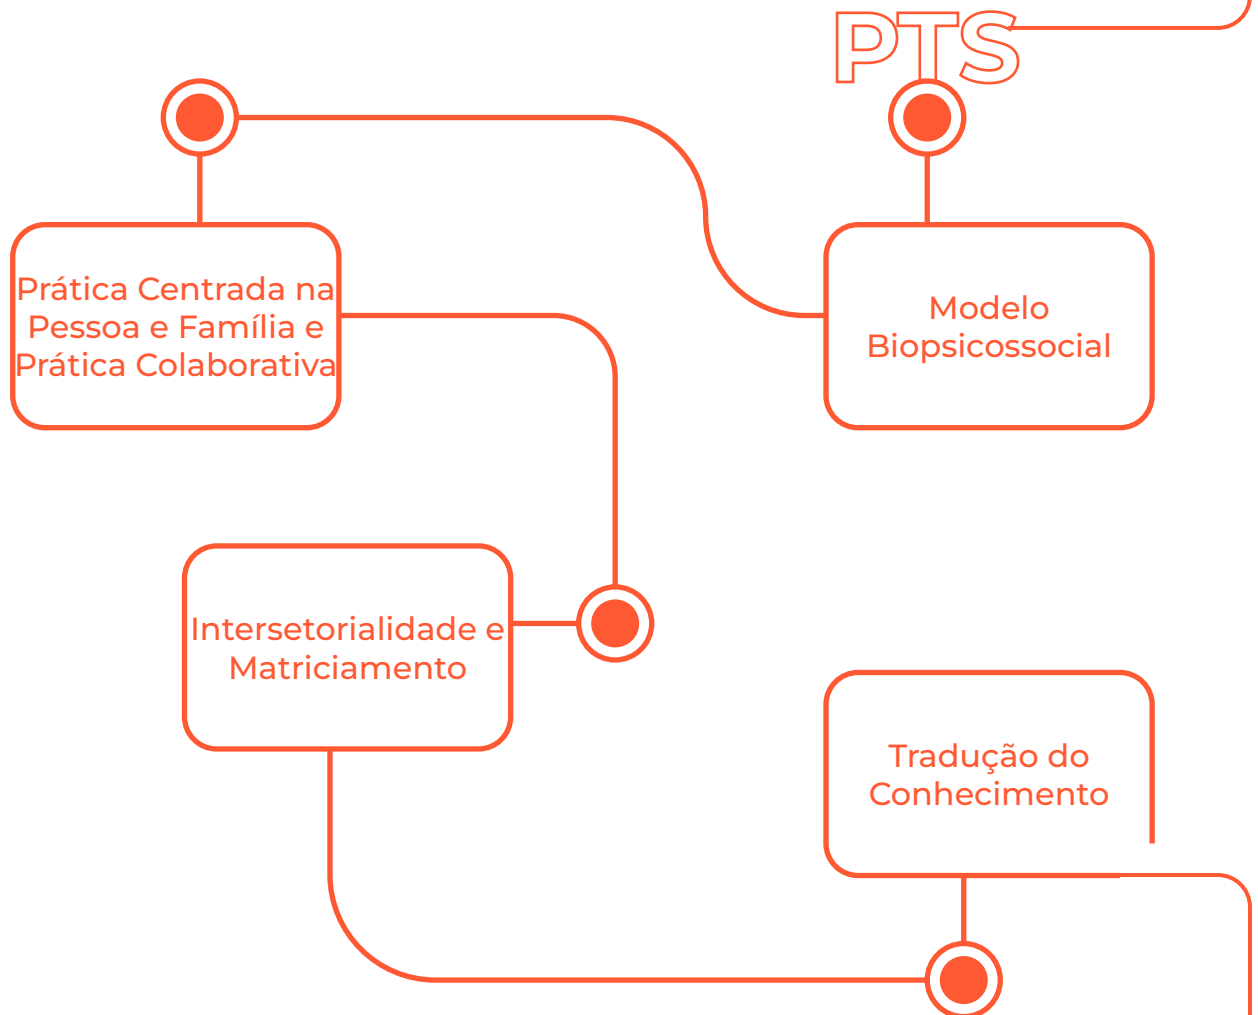 PTS
Prática Centrada na
Pessoa e Família e
Prática Colaborativa
Modelo
Biopsicossocial
Intersetorialidade e
Matriciamento
Tradução do
Conhecimento